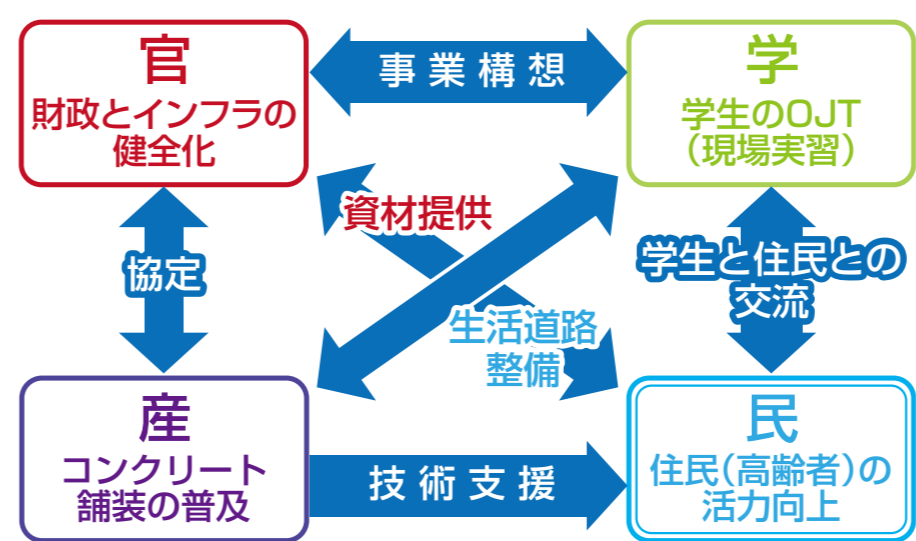 官
財政とインフラの
健全化
事業構想
学
学生のOJT
（現場実習）
資材提供
協定
学生と住民との
交流
生活道路
整備
産
コンクリート
舗装の普及
技術支援
民
住民（高齢者）の
活力向上